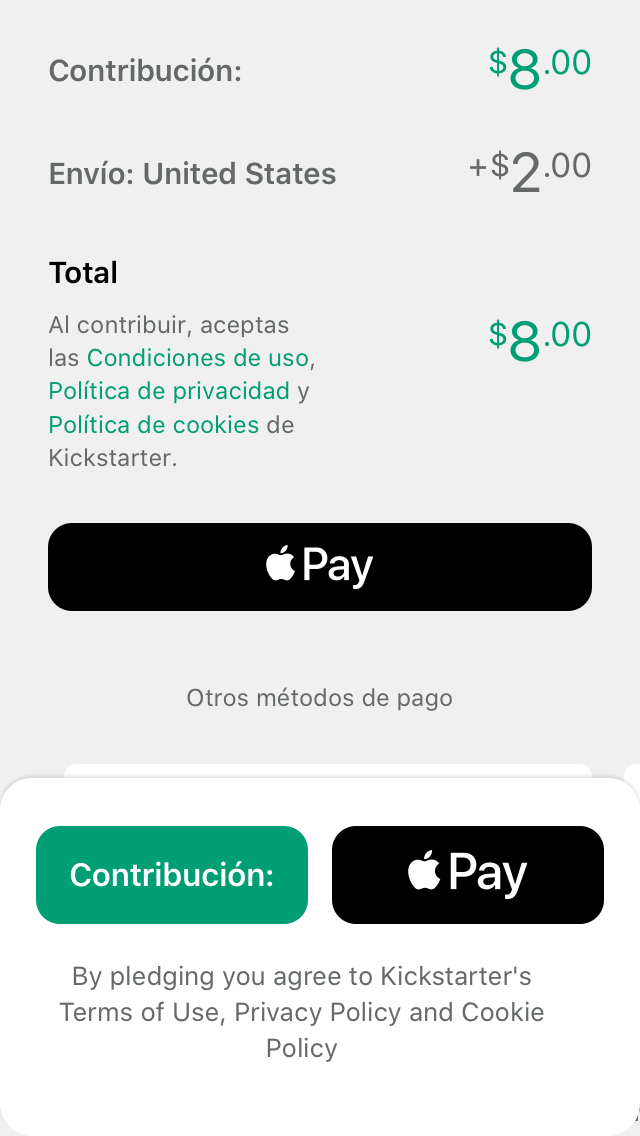 Contribución: $8.00
Envío: United States +$2.00
Total
Al contribuir, aceptas
las Condiciones de uso,
$8.00
Política de privacidad y
Política de cookies de
Kickstarter.
Pay
Otros métodos de pago
Contribución: Pay
By pledging you agree to Kickstarter's
Terms of Use, Privacy Policy and Cookie
Policy